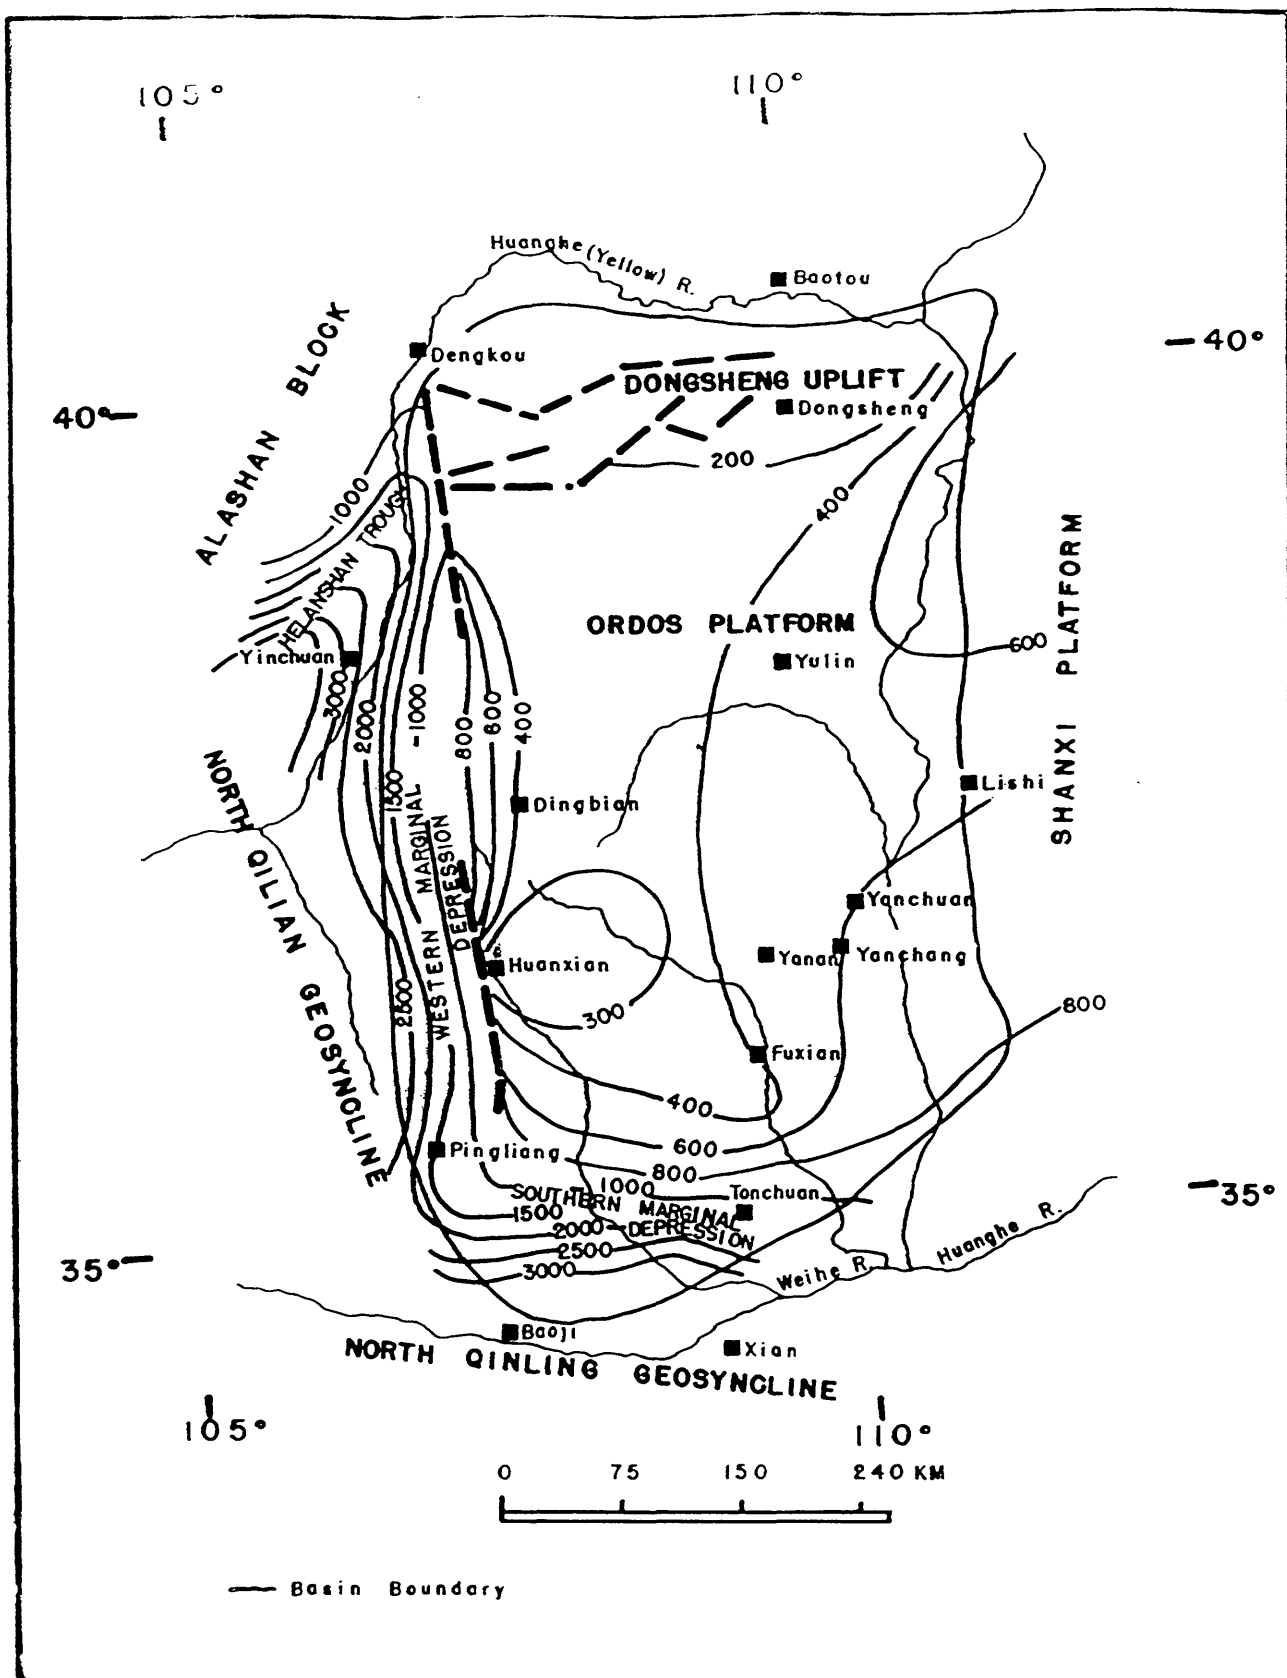 105°
110°
Huanghe (Yellow) R.
Baotou
40°
Dengkou
DONGSHENG UPLIFT
Dongsheng
40°
ALASHAN BLOCK
200
1000
400
HELANSHAN TROUGH
ORDOS PLATFORM
SHANXI PLATFORM
600
Yinchuan
Yulin
3000
2000
1000
800
600
400
1500
Lishi
Dingbian
NORTH QILIAN GEOSYNCLINE
WESTERN MARGINAL
DEPRESSION
Yanchuan
Yanan
Yanchang
Huanxian
2500
300
800
Fuxian
400
600
Pingliang
800
1000
Tonchuan
SOUTHERN MARGINAL
DEPRESSION
1500
2000
2500
3000
35°
35°
Huanghe R.
Weihe R.
Baoji
Xian
NORTH QINLING GEOSYNCLINE
105°
110°
0 75 150 240 KM
Basin Boundary